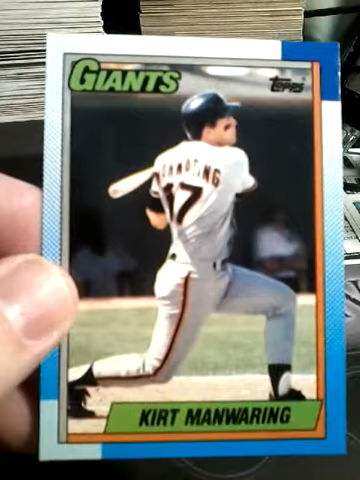 GIANTS
Topps
MANWARING
17
KIRT MANWARING